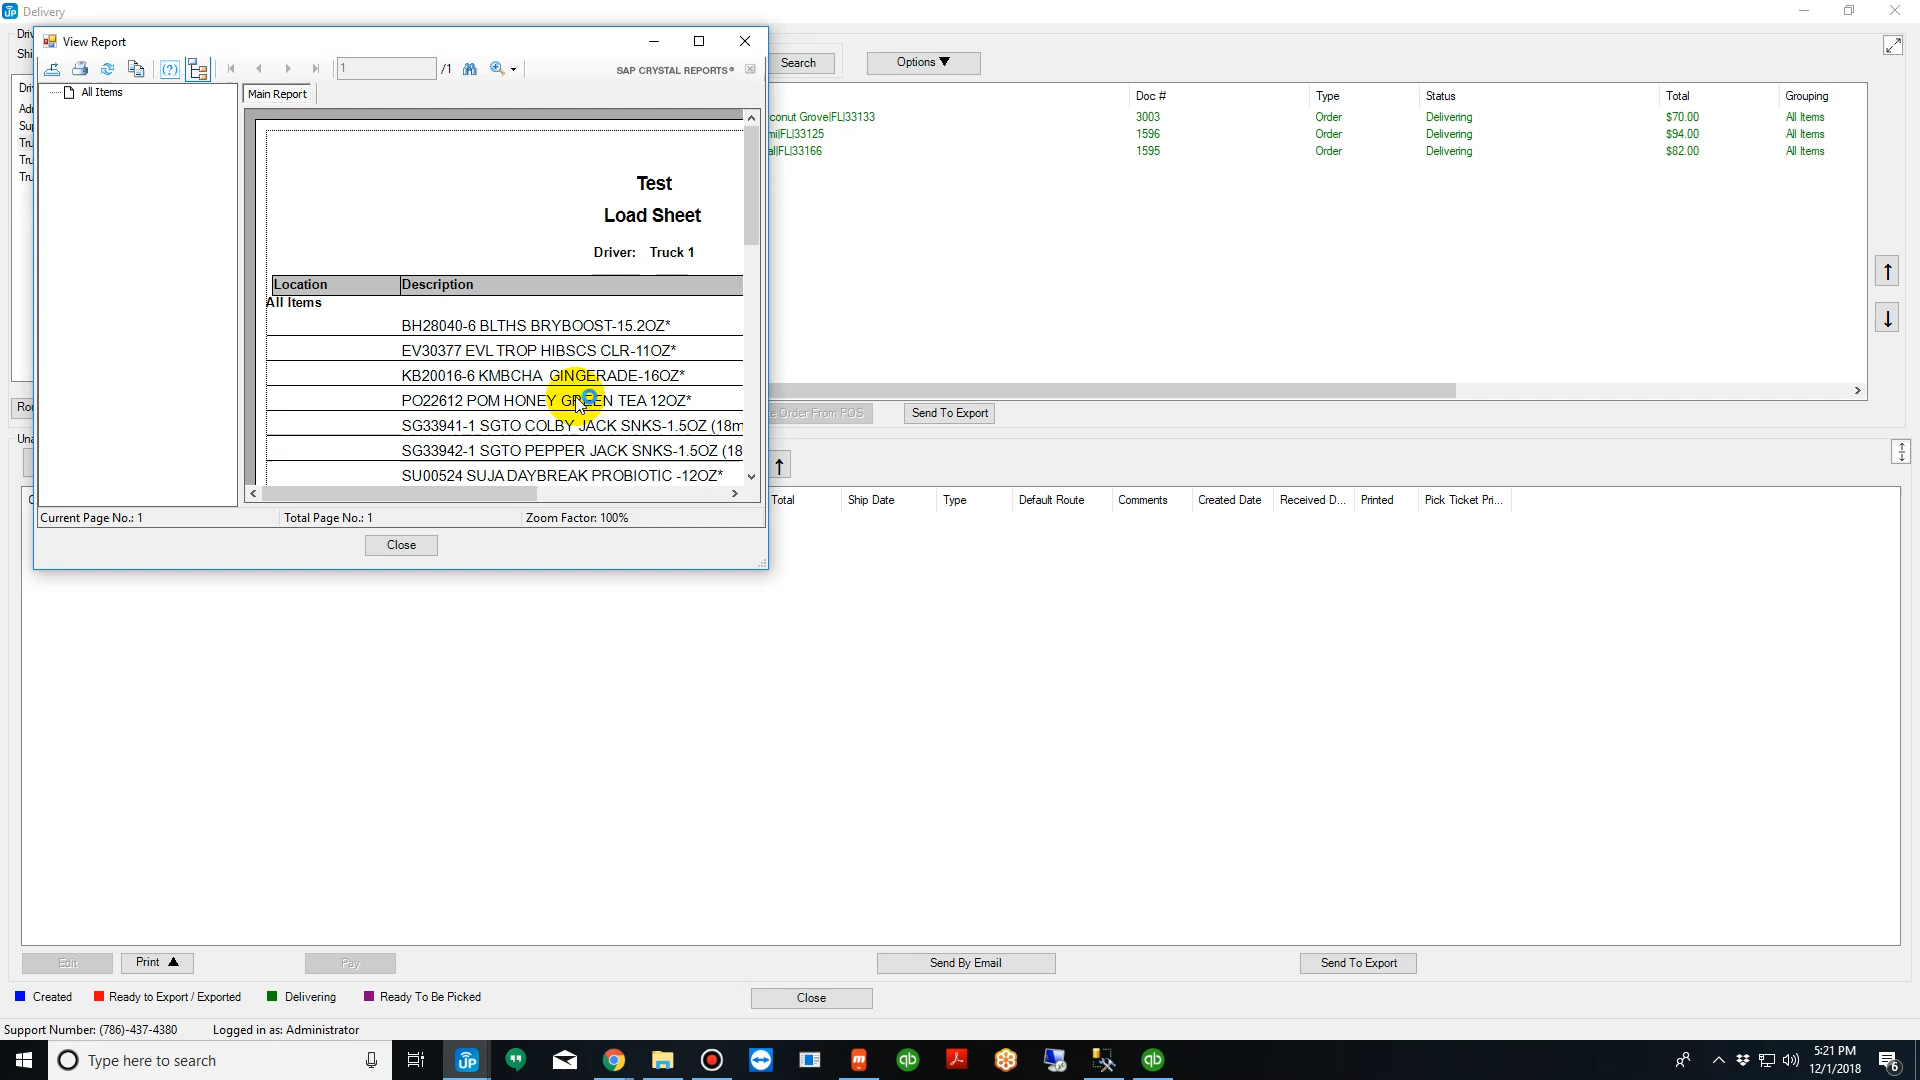 Delivery
View Report
1
/1
SAP CRYSTAL REPORTS®
All Items
Main Report
Test
Load Sheet
Driver: Truck 1
Location Description
All Items
BH28040-6 BLTHS BRYBOOST-15.2OZ*
EV30377 EVL TROP HIBSCS CLR-11OZ*
KB20016-6 KMBCHA GINGERADE-16OZ*
PO22612 POM HONEY GREEN TEA 12OZ*
SG33941-1 SGTO COLBY JACK SNKS-1.5OZ (18m
SG33942-1 SGTO PEPPER JACK SNKS-1.5OZ (18
SU00524 SUJA DAYBREAK PROBIOTIC -12OZ*
Current Page No.: 1 Total Page No.: 1 Zoom Factor: 100%
Close
Search Options
Doc # Type Status Total Grouping
conut Grove|FL|33133 3003 Order Delivering $70.00 All Items
mi|FL|33125 1596 Order Delivering $94.00 All Items
al|FL|33166 1595 Order Delivering $82.00 All Items
e Order From POS Send To Export
Total Ship Date Type Default Route Comments Created Date Received D... Printed Pick Ticket Pri...
Edit Print Pay Send By Email Send To Export
Created Ready to Export / Exported Delivering Ready To Be Picked Close
Support Number: (786)-437-4380 Logged in as: Administrator
Type here to search
5:21 PM
12/1/2018
6